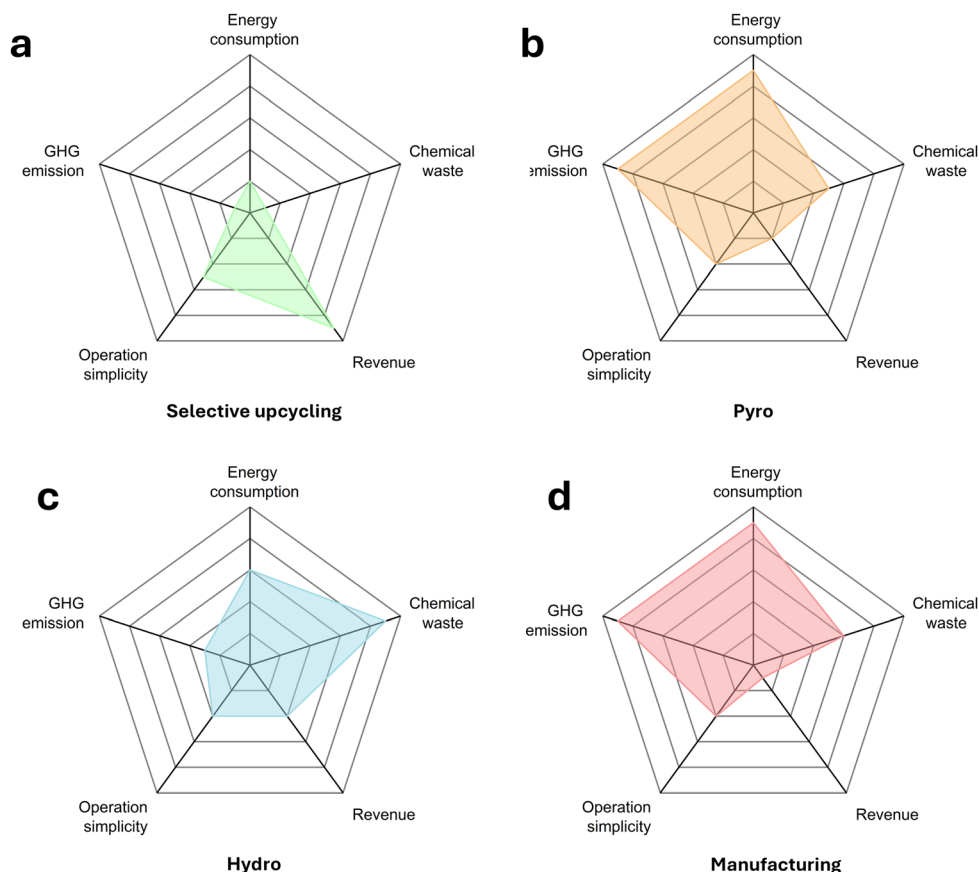 a
Energy
consumption
GHG
emission
Chemical
waste
Operation
simplicity
Revenue
Selective upcycling
b
Energy
consumption
GHG
emission
Chemical
waste
Operation
simplicity
Revenue
Pyro
c
Energy
consumption
GHG
emission
Chemical
waste
Operation
simplicity
Revenue
Hydro
d
Energy
consumption
GHG
emission
Chemical
waste
Operation
simplicity
Revenue
Manufacturing